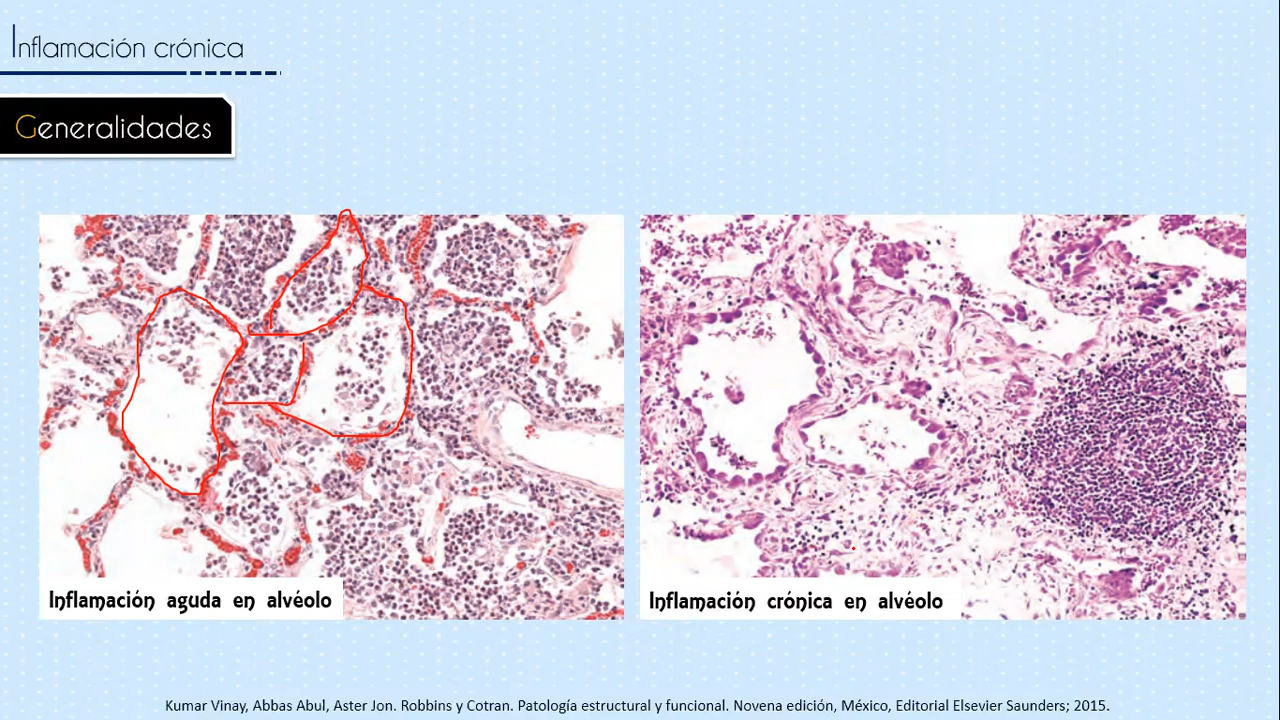 Inflamación crónica
Generalidades
Inflamación aguda en alvéolo
Inflamación crónica en alvéolo
Kumar Vinay, Abbas Abul, Aster Jon. Robbins y Cotran. Patología estructural y funcional. Novena edición, México, Editorial Elsevier Saunders; 2015.